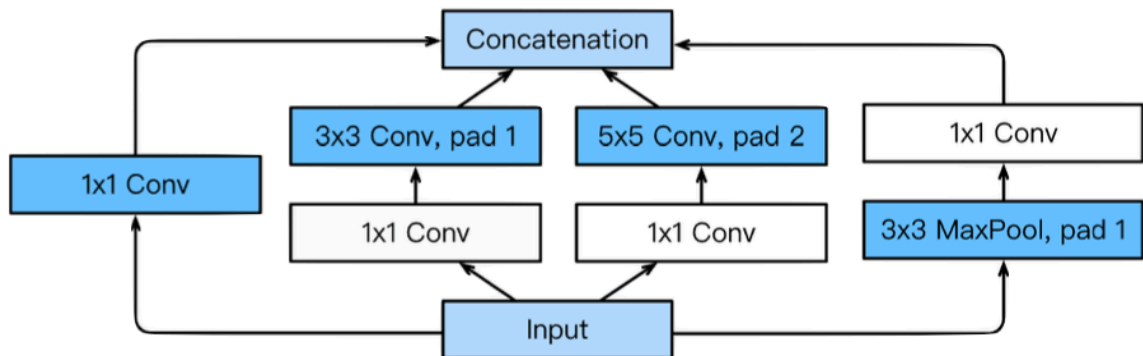 Concatenation
3x3 Conv, pad 1
5x5 Conv, pad 2
1x1 Conv
1x1 Conv
1x1 Conv
1x1 Conv
3x3 MaxPool, pad 1
Input